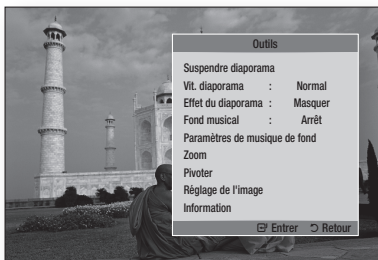 Outils
Suspendre diaporama
Vit. diaporama : Normal
Effet du diaporama : Masquer
Fond musical : Arrêt
Paramètres de musique de fond
Zoom
Pivoter
Réglage de l'image
Information
Entrer Retour